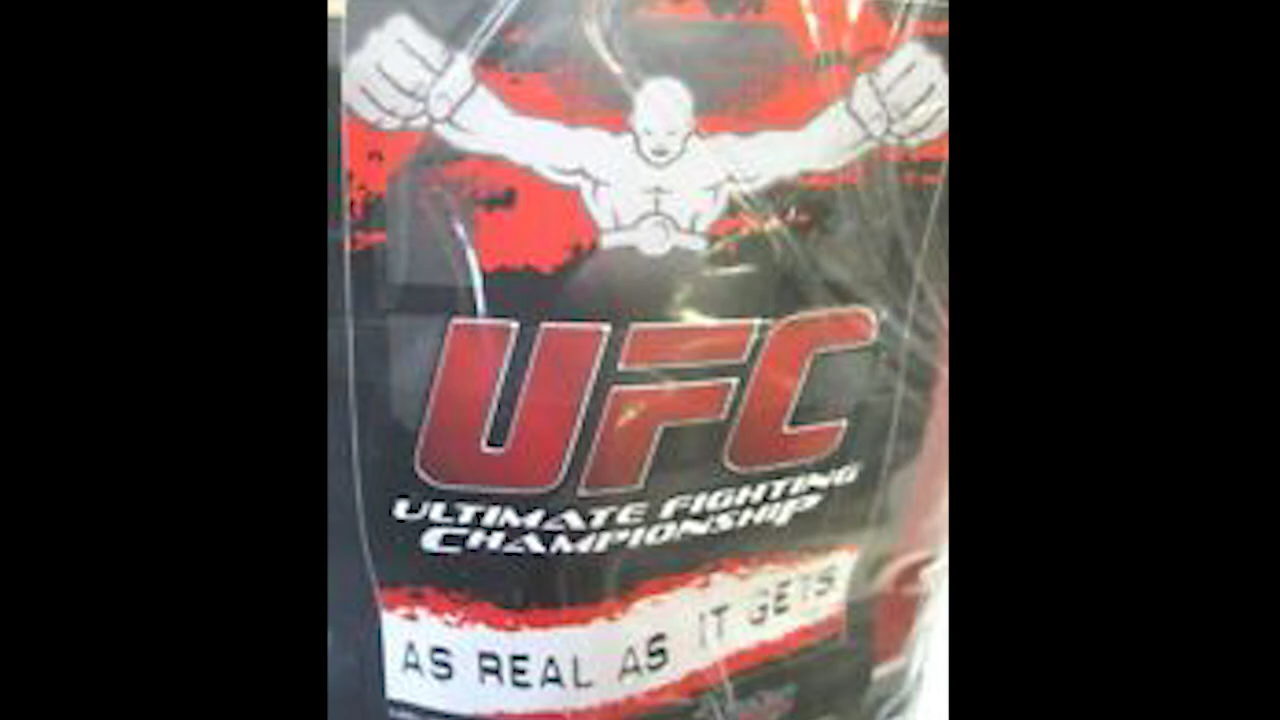 UFC
ULTIMATE FIGHTING
CHAMPIONSHIP
AS REAL AS IT GETS